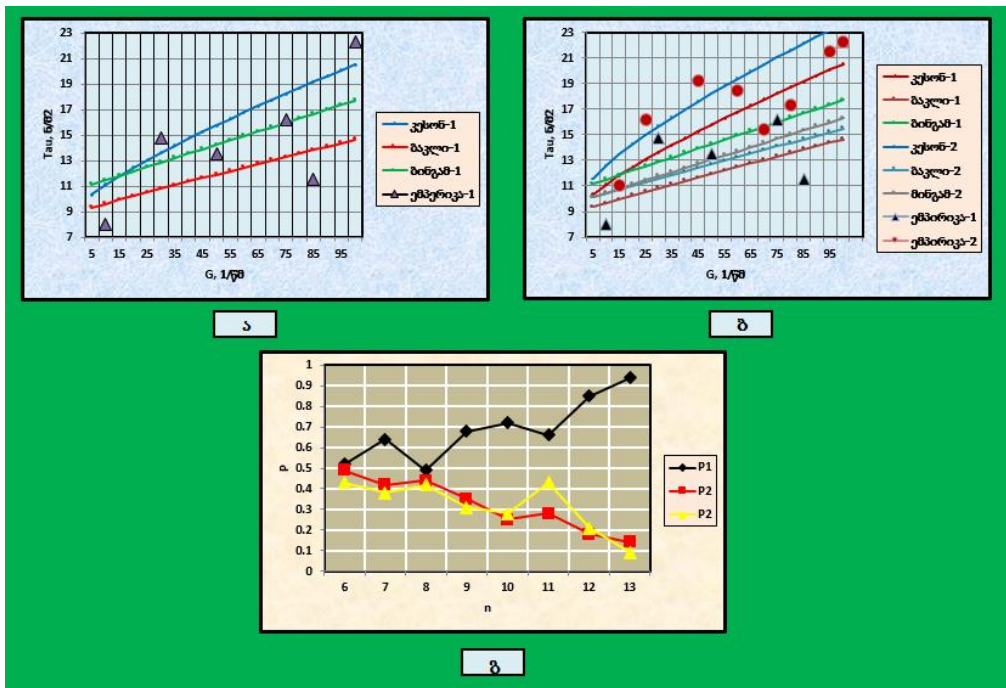 23
21
19
17
15
13
11
9
7
Tau, ნ/მ2
5 15 25 35 45 55 65 75 85 95
G, 1/წმ
კესონ-1
ბაკლი-1
ბინგამ-1
ემპერიკა-1
ა
23
21
19
17
15
13
11
9
7
Tau, ნ/მ2
5 15 25 35 45 55 65 75 85 95
G, 1/წმ
კესონ-1
ბაკლი-1
ბინგამ-1
კესონ-2
ბაკლი-2
მინგამ-2
ემპირიკა-1
ემპირიკა-2
ბ
1
0.9
0.8
0.7
0.6
0.5
0.4
0.3
0.2
0.1
0
P
6 7 8 9 10 11 12 13
n
P1
P2
P2
გ